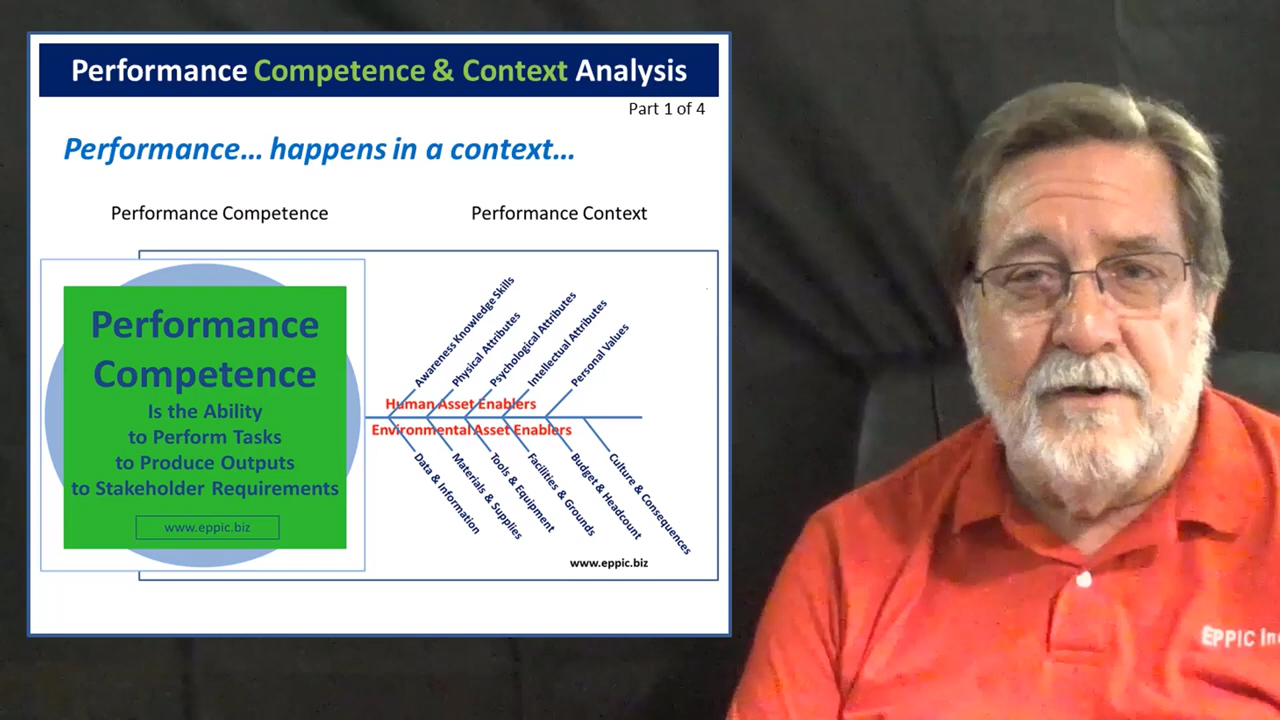 Performance Competence & Context Analysis
Part 1 of 4
Performance... happens in a context...
Performance Competence
Performance Context
Performance
Competence
Is the Ability
to Perform Tasks
to Produce Outputs
to Stakeholder Requirements
www.eppic.biz
Awareness Knowledge Skills
Physical Attributes
Psychological Attributes
Intellectual Attributes
Personal Values
Human Asset Enablers
Environmental Asset Enablers
Data & Information
Materials & Supplies
Tools & Equipment
Facilities & Grounds
Budget & Headcount
Culture & Consequences
www.eppic.biz
EPPIC In